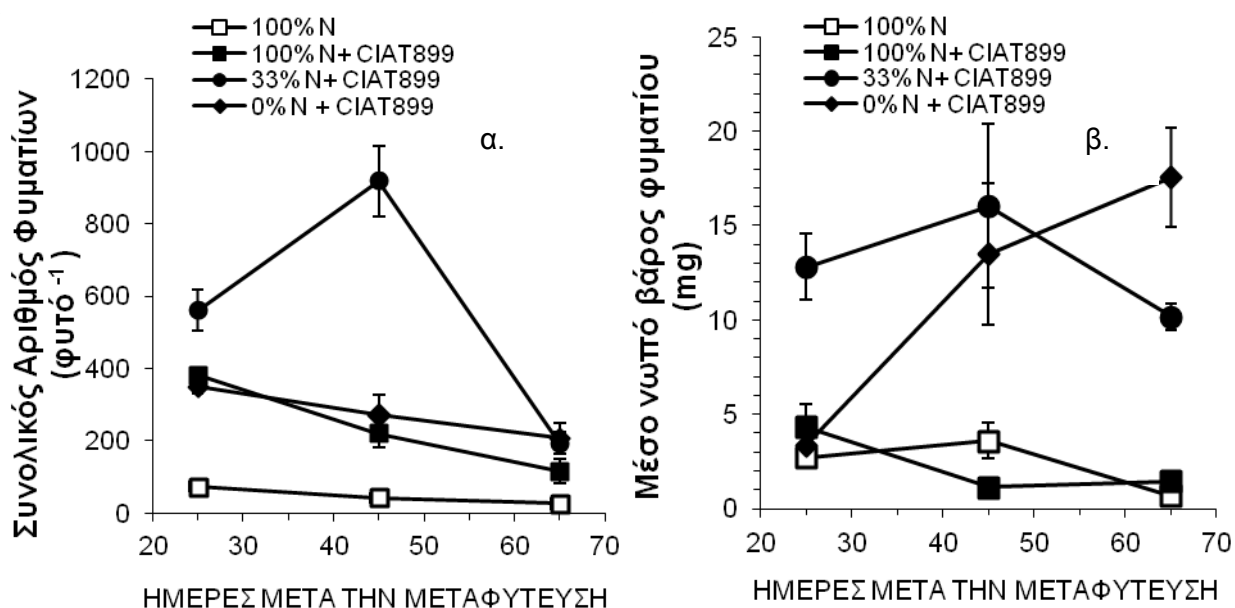 100% N
100% N+ CIAT899
33% N+ CIAT899
0% N + CIAT899
α.
Συνολικός Αριθμός Φυματίων
(φυτό -1)
1200
1000
800
600
400
200
0
20 30 40 50 60 70
ΗΜΕΡΕΣ ΜΕΤΑ ΤΗΝ ΜΕΤΑΦΥΤΕΥΣΗ
100% N
100% N+ CIAT899
33% N+ CIAT899
0% N + CIAT899
β.
Μέσο νωπό βάρος φυματίου
(mg)
25
20
15
10
5
0
20 30 40 50 60 70
ΗΜΕΡΕΣ ΜΕΤΑ ΤΗΝ ΜΕΤΑΦΥΤΕΥΣΗ